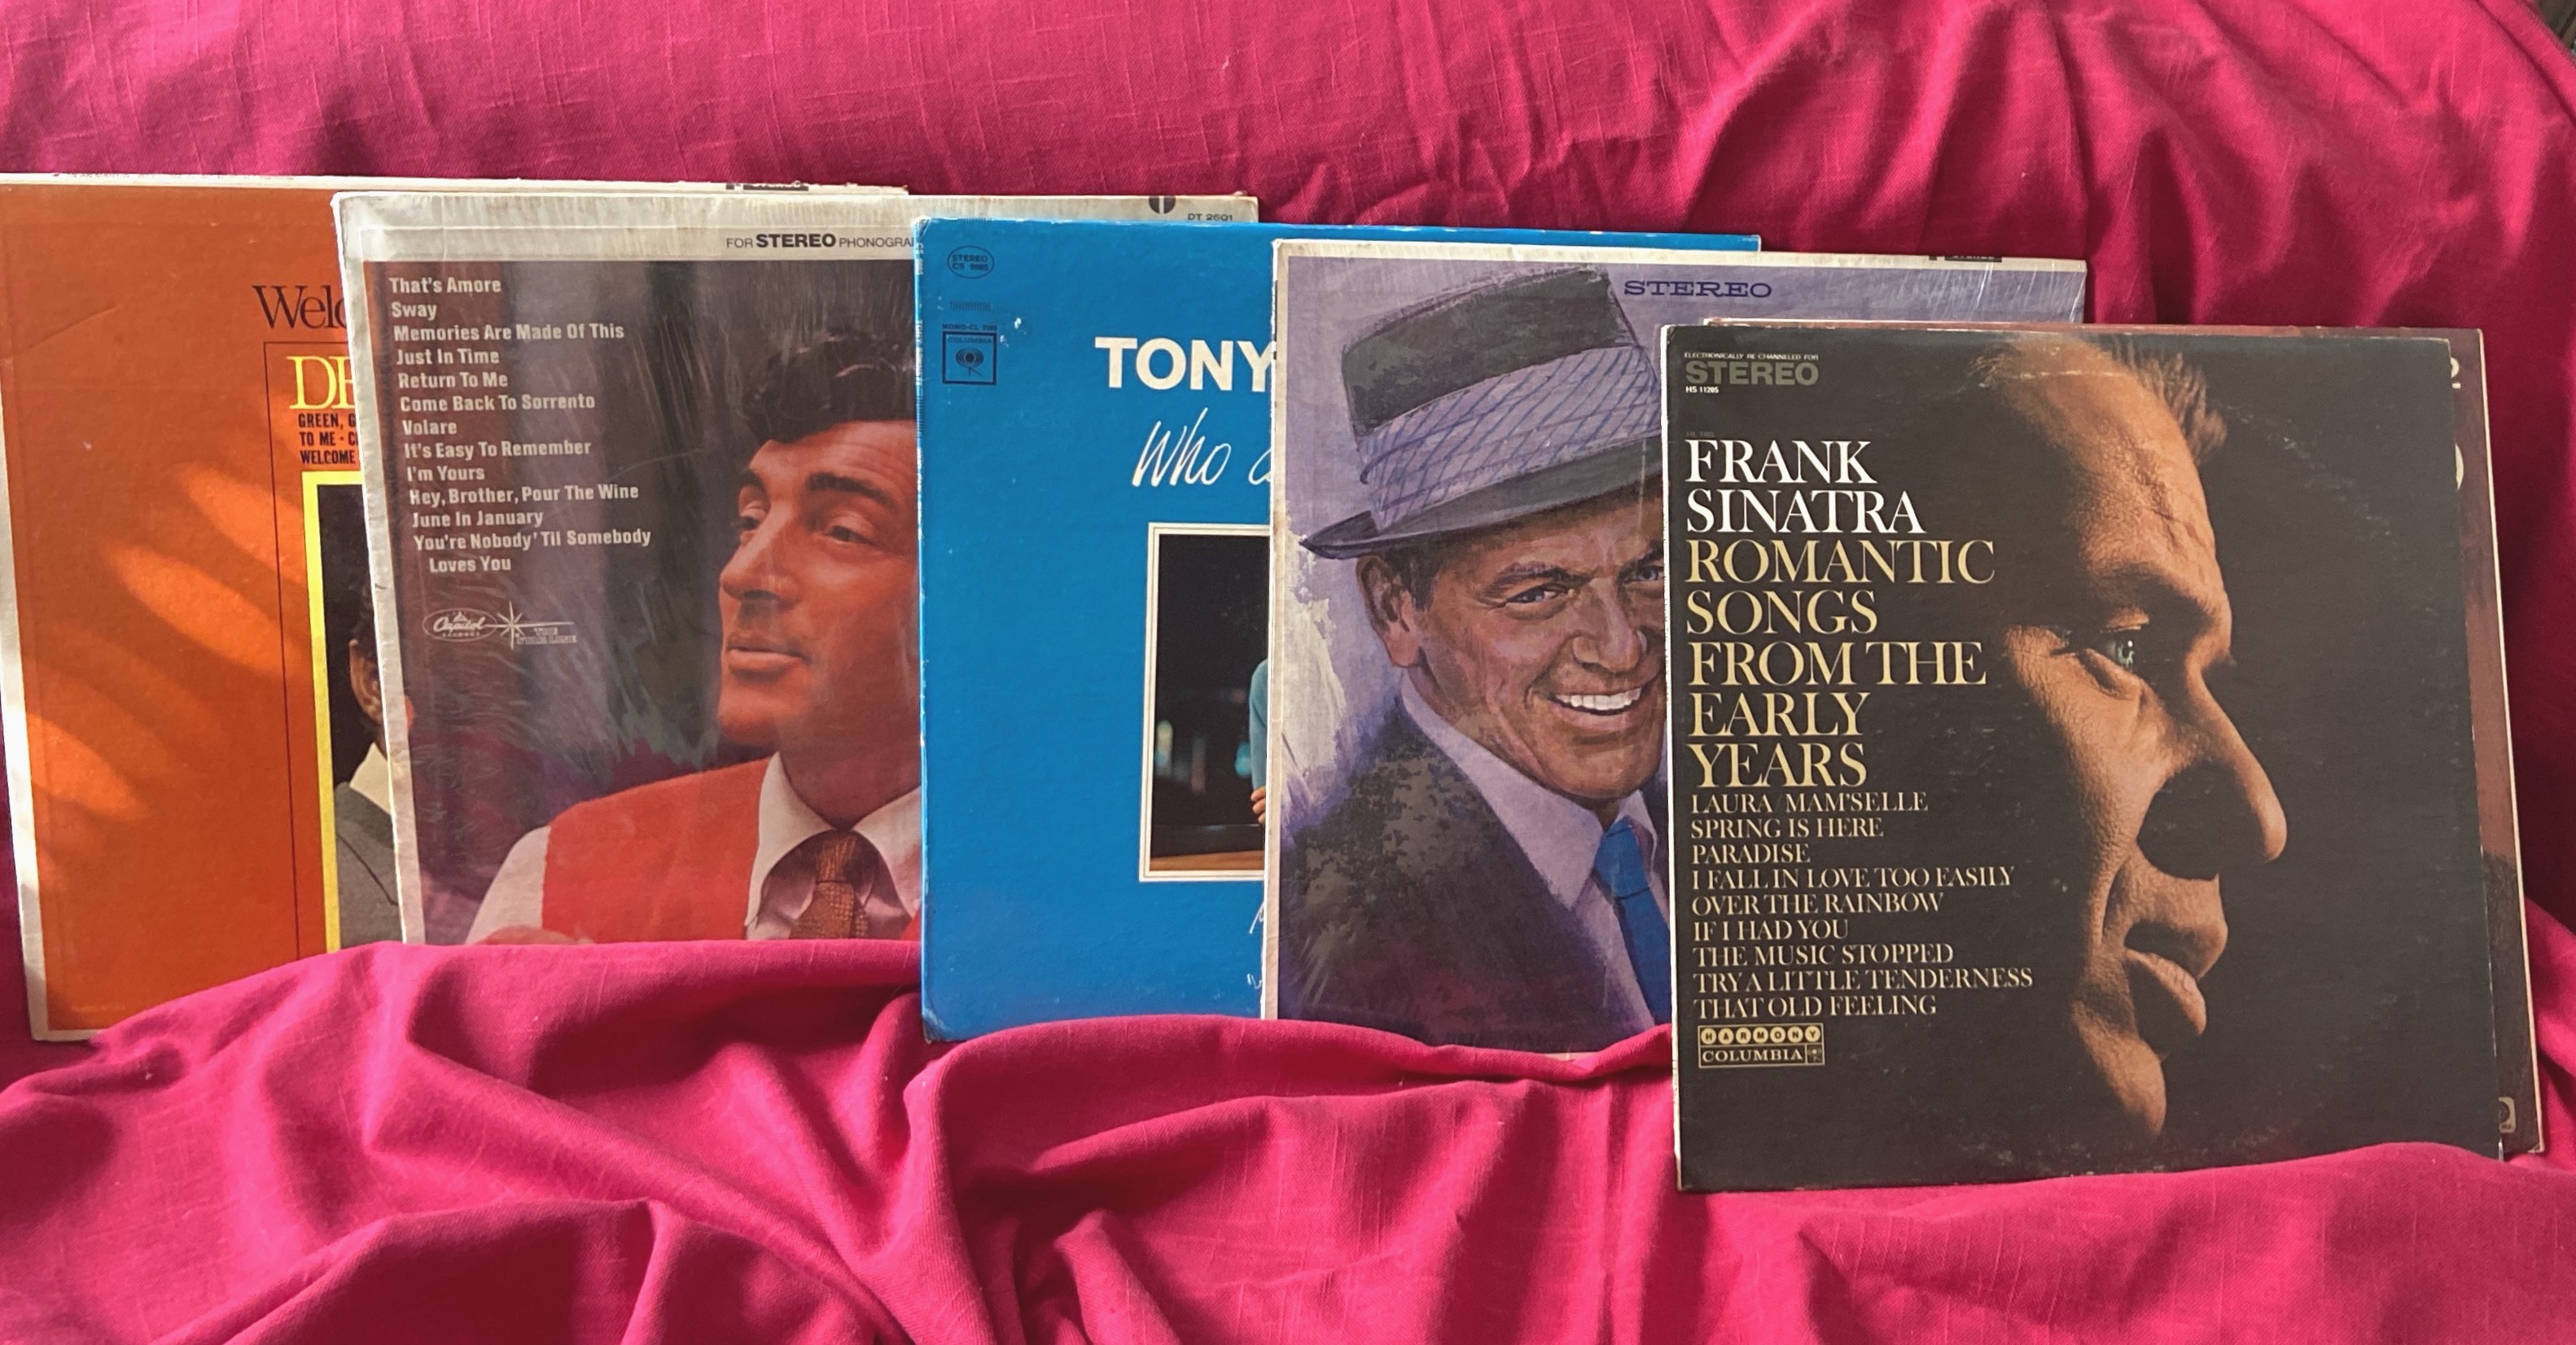 Welc
DE
GREEN, G
TO ME · C
WELCOME
DT 2601
FOR STEREO PHONOGRA
That's Amore
Sway
Memories Are Made Of This
Just In Time
Return To Me
Come Back To Sorrento
Volare
It's Easy To Remember
I'm Yours
Hey, Brother, Pour The Wine
June In January
You're Nobody 'Til Somebody
Loves You
Capitol
RECORDS
THE
STAR LINE
STEREO
COLUMBIA
TONY
Who c
STEREO
ELECTRONICALLY RE-CHANNELED FOR
STEREO
HS 11205
FRANK
SINATRA
ROMANTIC
SONGS
FROM THE
EARLY
YEARS
LAURA / MAM'SELLE
SPRING IS HERE
PARADISE
I FALL IN LOVE TOO EASILY
OVER THE RAINBOW
IF I HAD YOU
THE MUSIC STOPPED
TRY A LITTLE TENDERNESS
THAT OLD FEELING
HARMONY
COLUMBIA